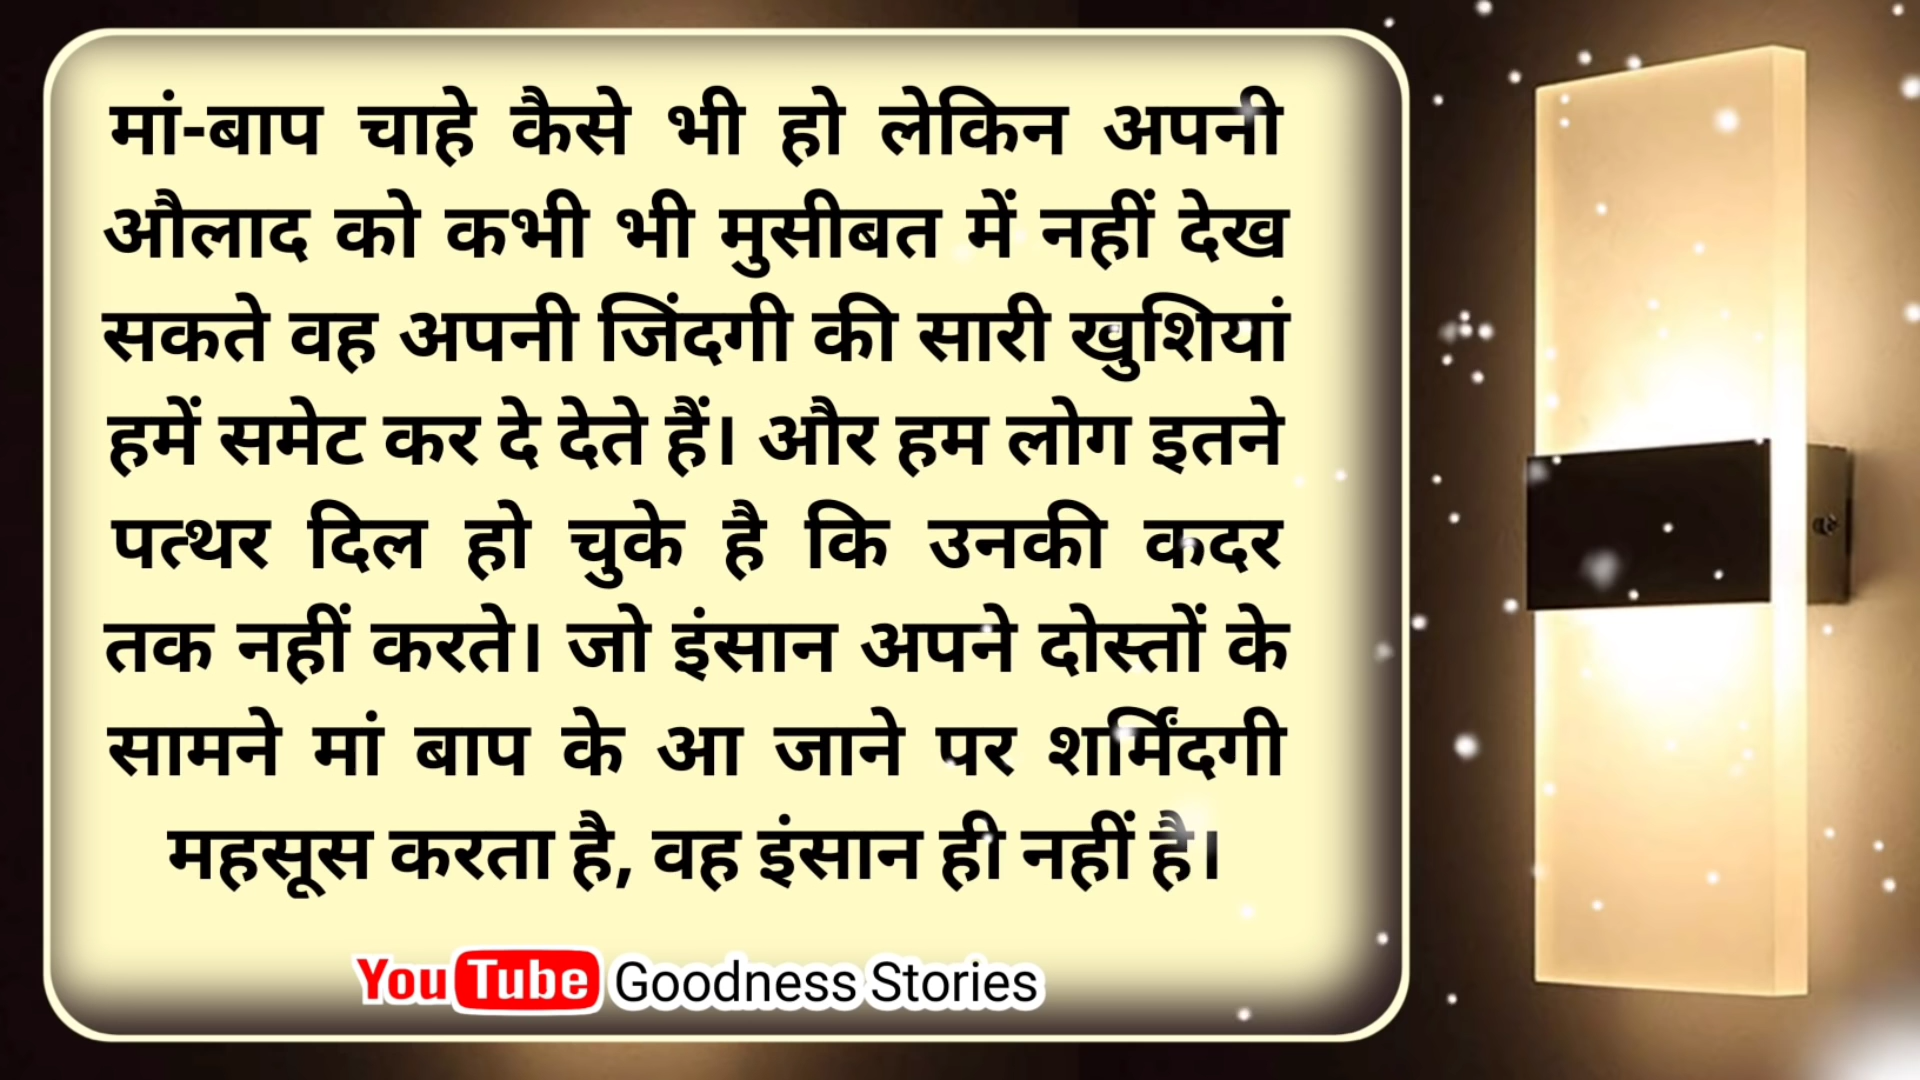 मां-बाप चाहे कैसे भी हो लेकिन अपनी
औलाद को कभी भी मुसीबत में नहीं देख
सकते वह अपनी जिंदगी की सारी खुशियां
हमें समेट कर दे देते हैं। और हम लोग इतने
पत्थर दिल हो चुके है कि उनकी कदर
तक नहीं करते। जो इंसान अपने दोस्तों के
सामने मां बाप के आ जाने पर शर्मिंदगी
महसूस करता है, वह इंसान ही नहीं है।
YouTube Goodness Stories